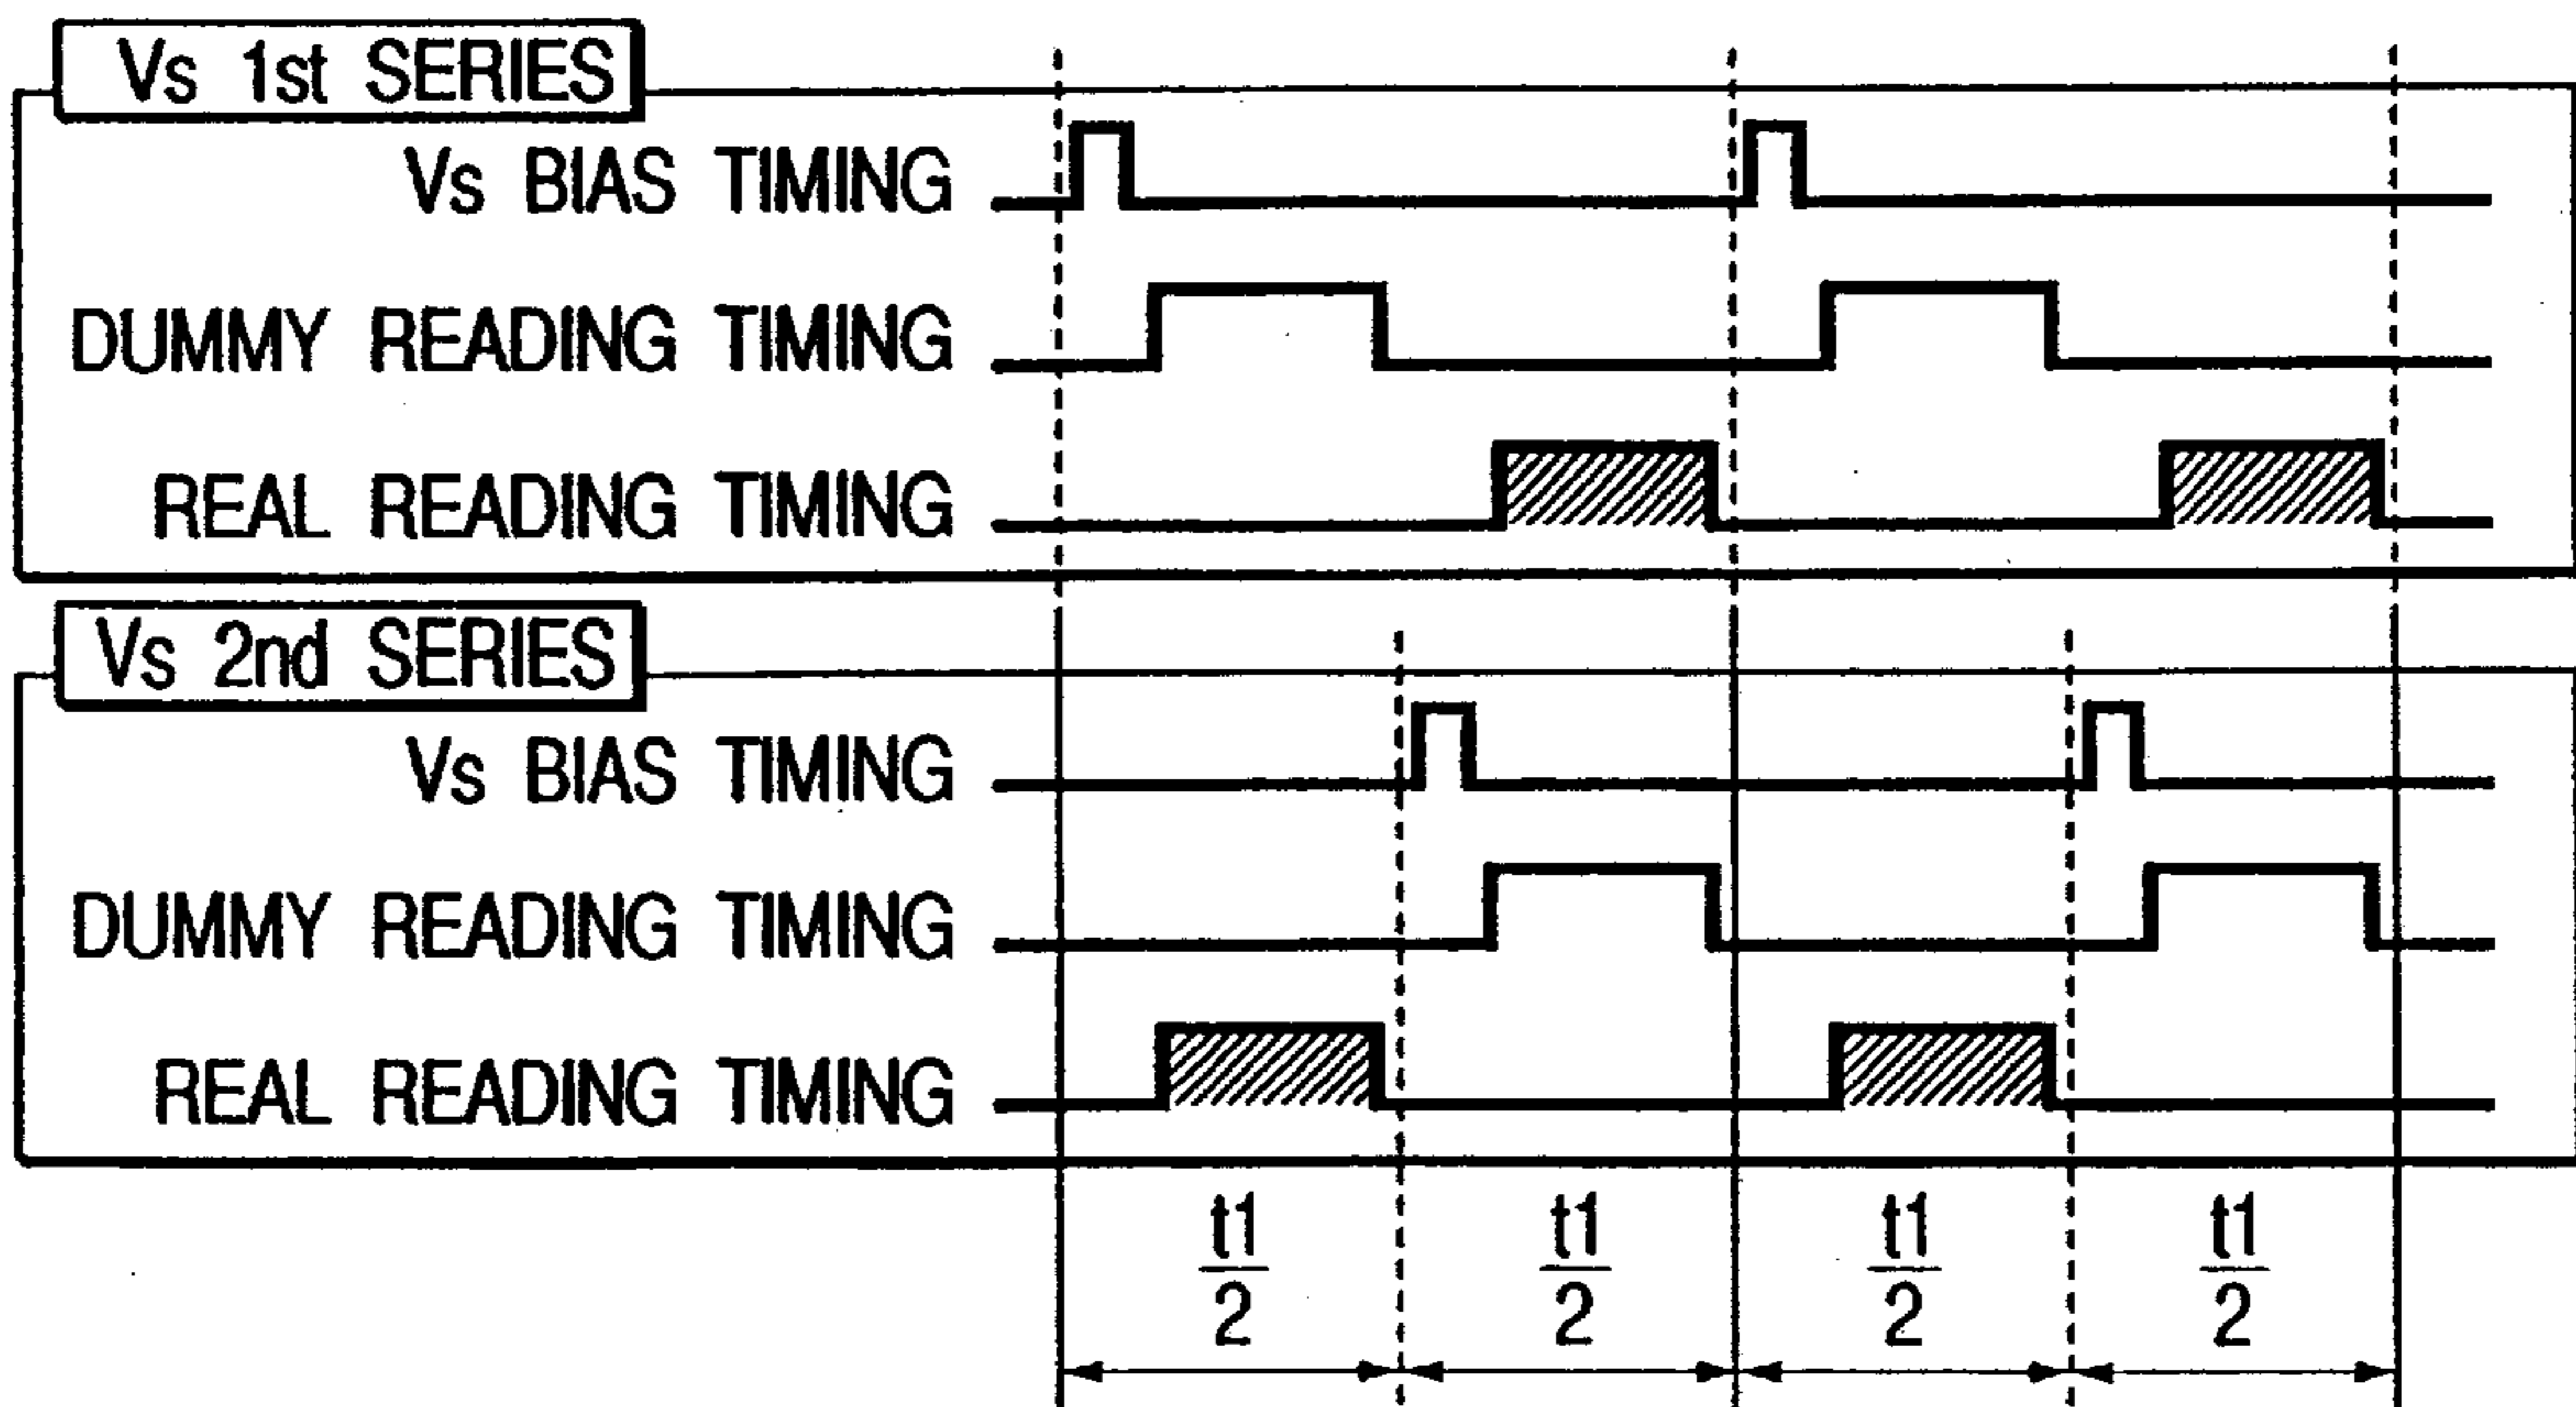 Vs 1st SERIES
Vs BIAS TIMING
DUMMY READING TIMING
REAL READING TIMING
Vs 2nd SERIES
Vs BIAS TIMING
DUMMY READING TIMING
REAL READING TIMING
t1 t1 t1 t1
2 2 2 2